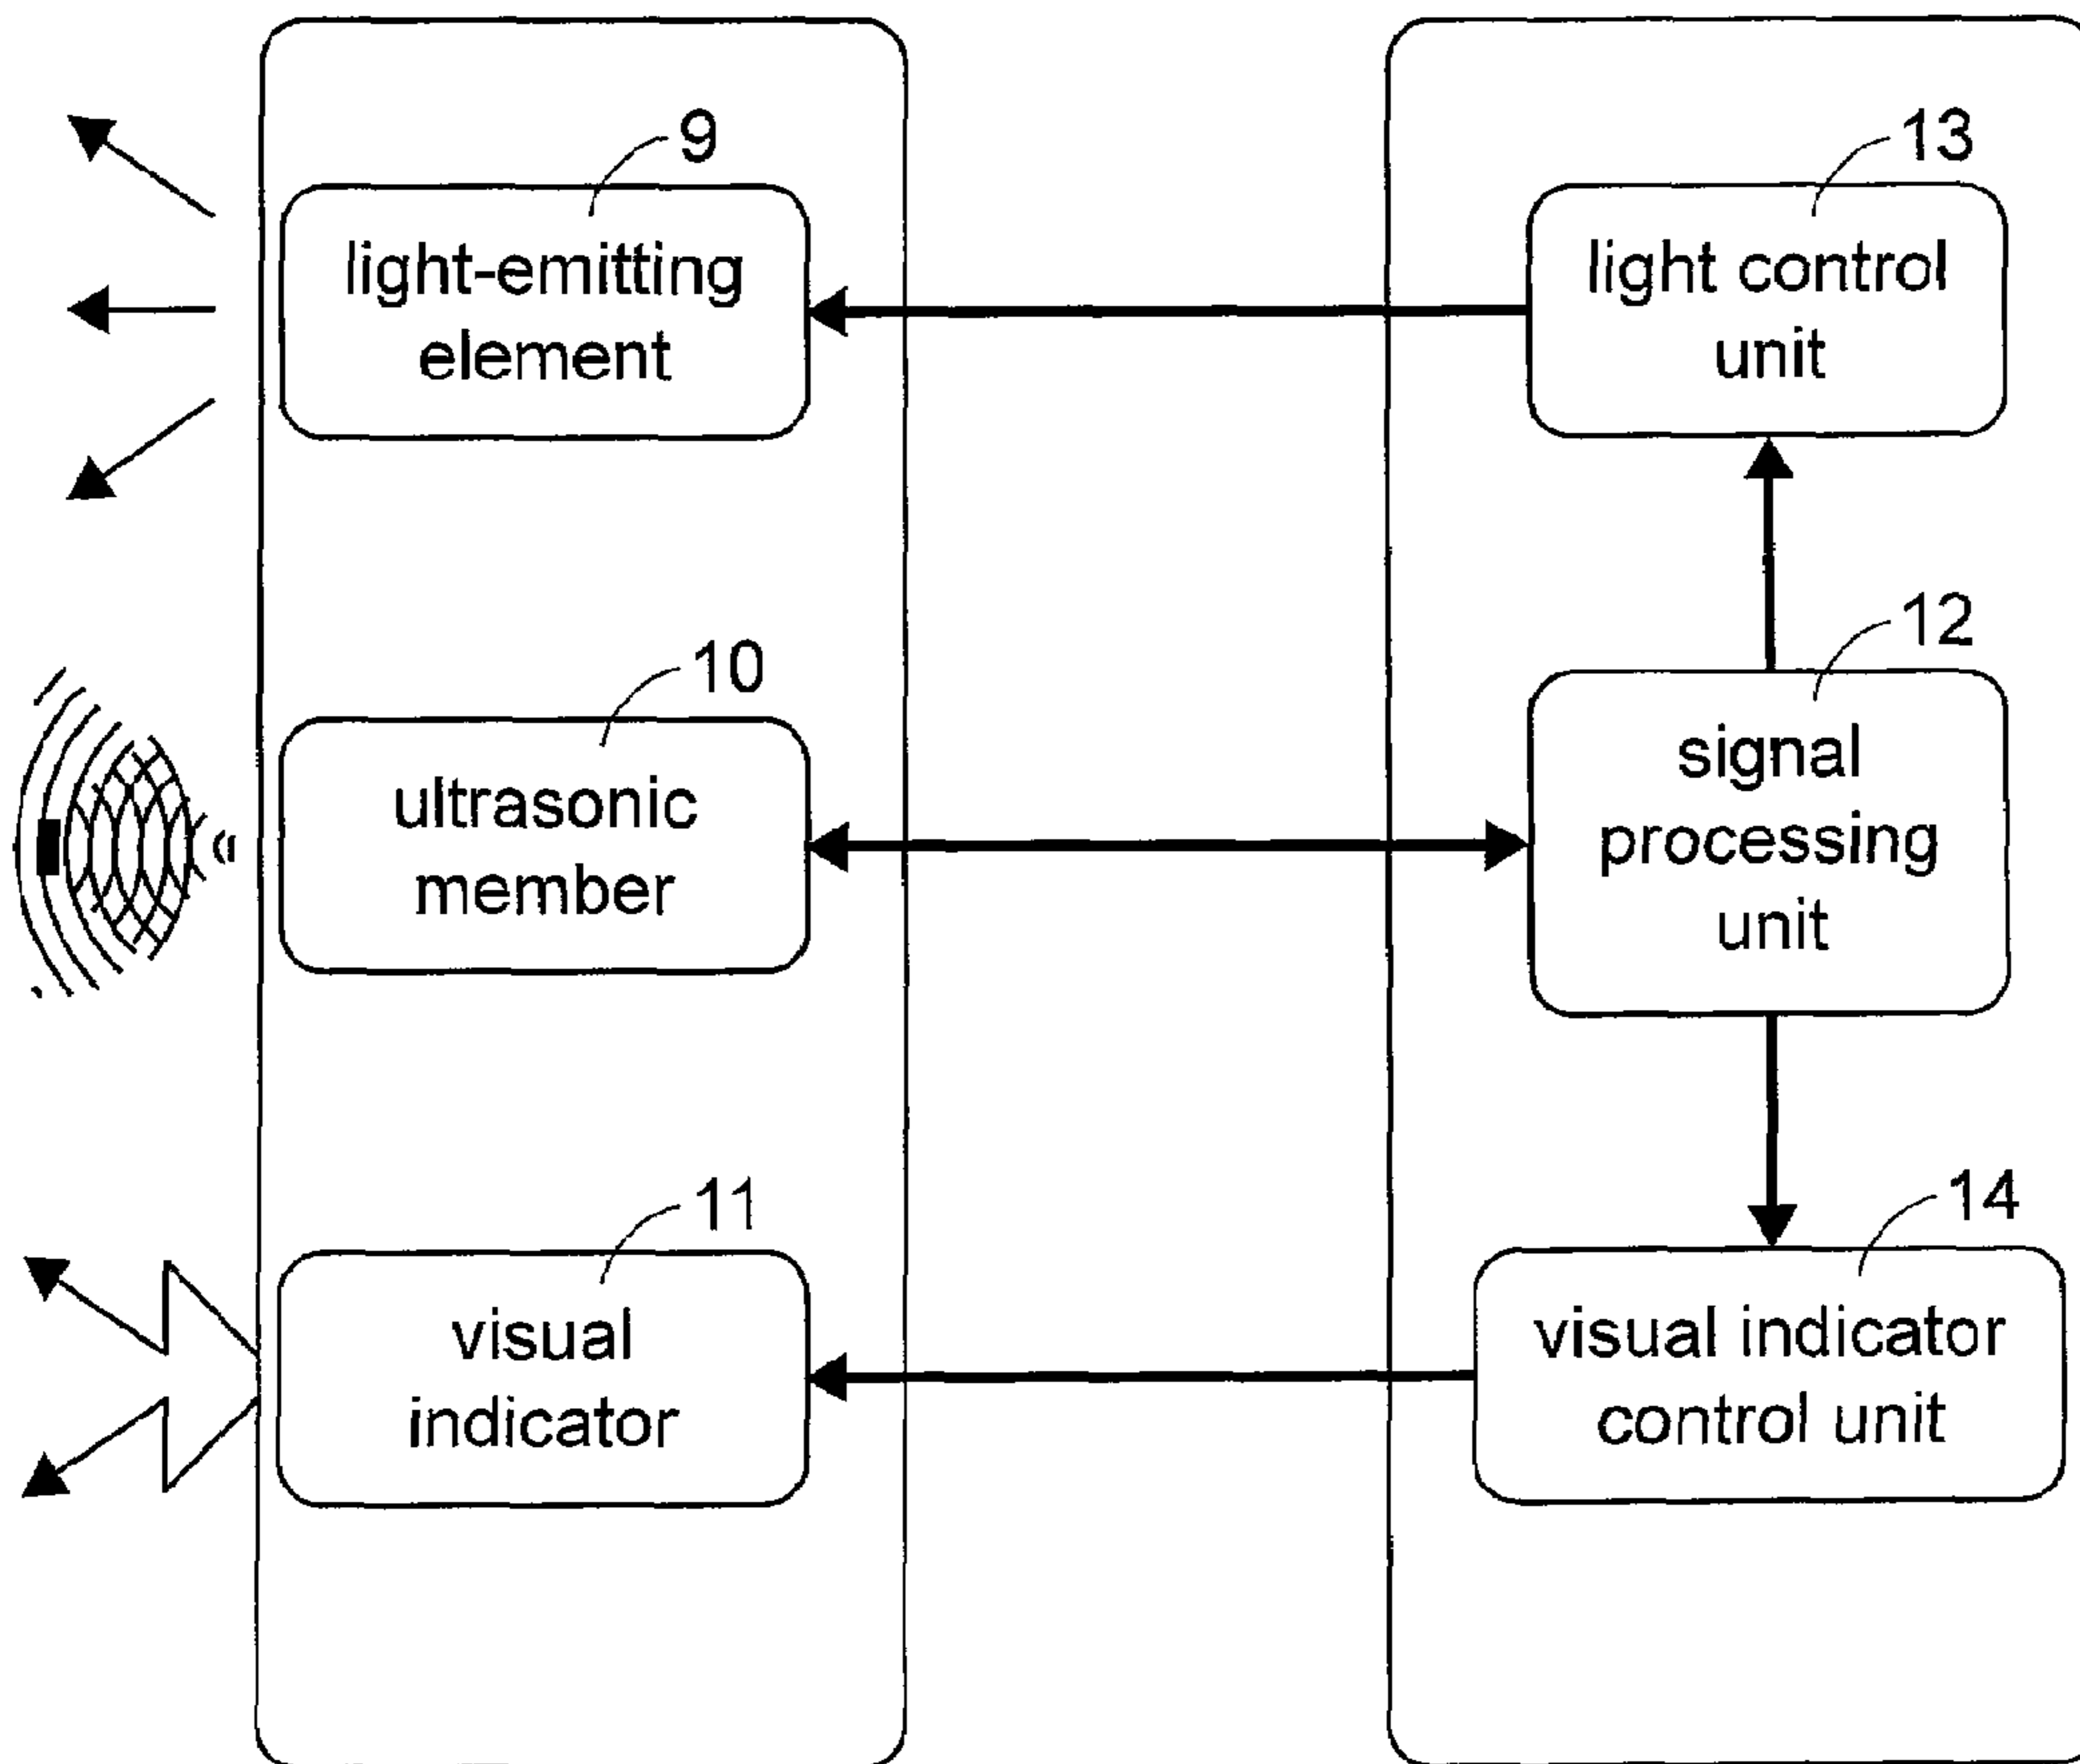 9
light-emitting
element
13
light control
unit
10
ultrasonic
member
12
signal
processing
unit
11
visual
indicator
14
visual indicator
control unit